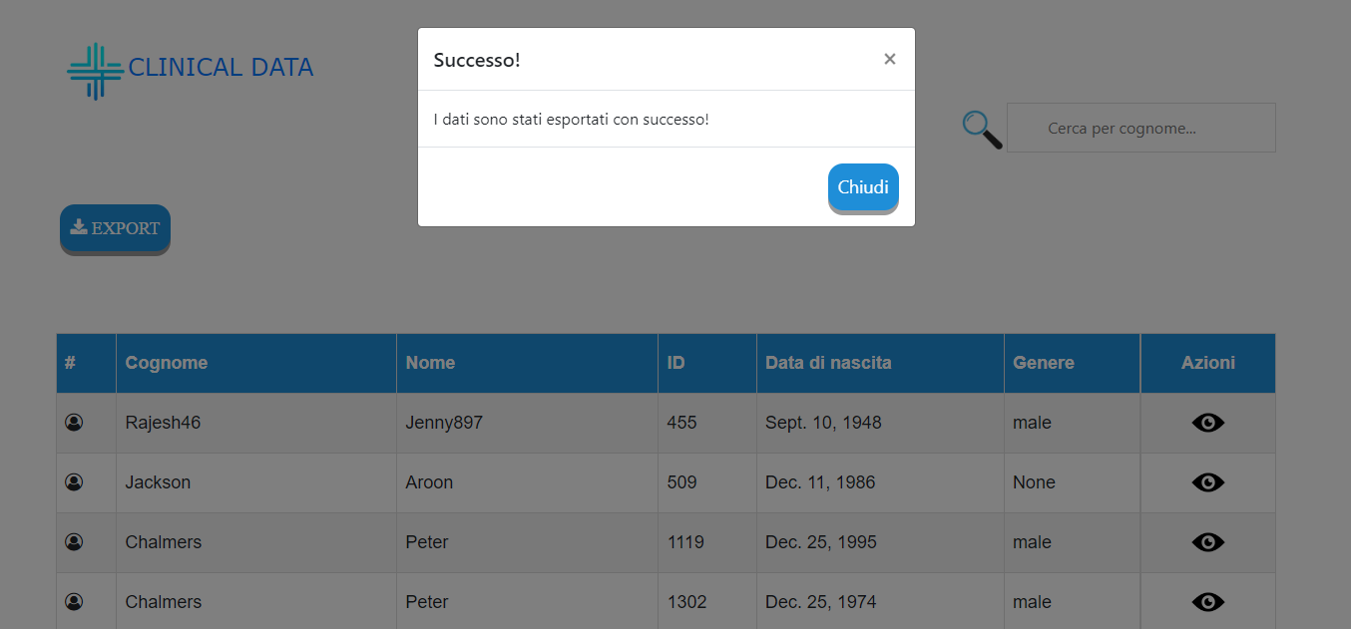 CLINICAL DATA
Successo!
×
I dati sono stati esportati con successo!
Chiudi
Cerca per cognome...
EXPORT
# Cognome Nome ID Data di nascita Genere Azioni
Rajesh46 Jenny897 455 Sept. 10, 1948 male
Jackson Aroon 509 Dec. 11, 1986 None
Chalmers Peter 1119 Dec. 25, 1995 male
Chalmers Peter 1302 Dec. 25, 1974 male